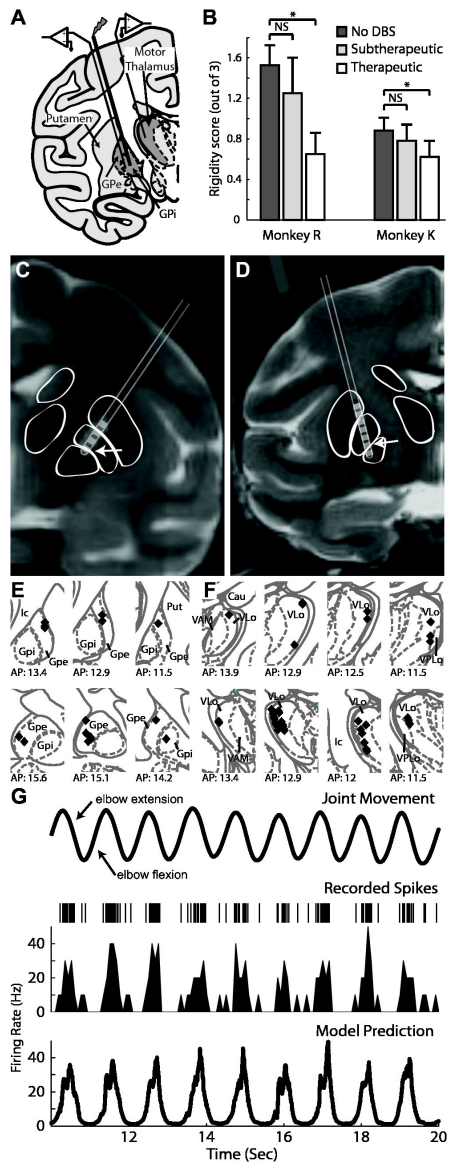 A
Motor
Thalamus
Putamen
GPe
GPi
B
No DBS
Subtherapeutic
Therapeutic
*
NS
*
NS
Rigidity score (out of 3)
1.6
1.2
0.8
0.4
0
Monkey R
Monkey K
C
D
E
Ic
Gpi
Gpe
AP: 13.4
Gpi
Gpe
AP: 12.9
Put
Gpi
Gpe
AP: 11.5
F
Cau
VAM
VLo
AP: 13.9
VLo
AP: 12.9
VLo
AP: 12.5
VLo
VPLo
AP: 11.5
Gpe
Gpi
AP: 15.6
Gpe
AP: 15.1
Gpe
Gpi
AP: 14.2
VLo
VAM
AP: 13.4
VLo
AP: 12.9
VLo
Ic
AP: 12
VLo
VPLo
AP: 11.5
G
Joint Movement
elbow extension
elbow flexion
Recorded Spikes
Firing Rate (Hz)
40
20
0
Model Prediction
40
20
0
12
14
16
18
20
Time (Sec)